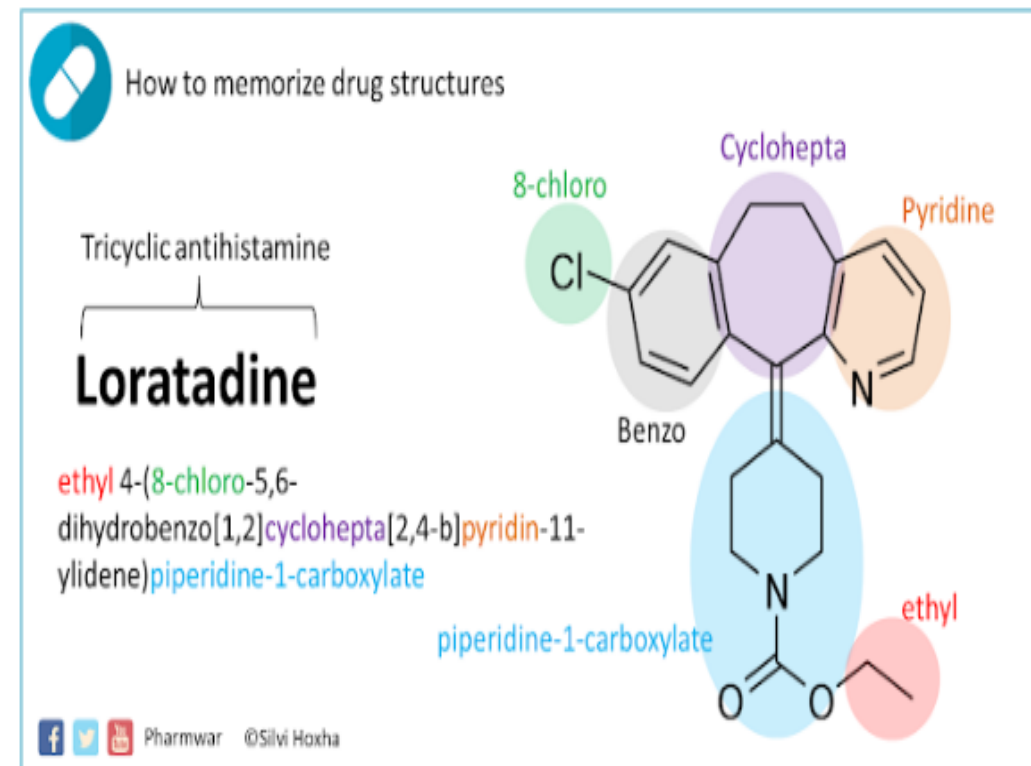 How to memorize drug structures
Cyclohepta
8-chloro
Pyridine
Tricyclic antihistamine
Cl
Loratadine
N
Benzo
ethyl 4-(8-chloro-5,6-
dihydrobenzo[1,2]cyclohepta[2,4-b]pyridin-11-
ylidene)piperidine-1-carboxylate
N
ethyl
piperidine-1-carboxylate
O
O
f
You
Tube
Pharmwar ©Silvi Hoxha